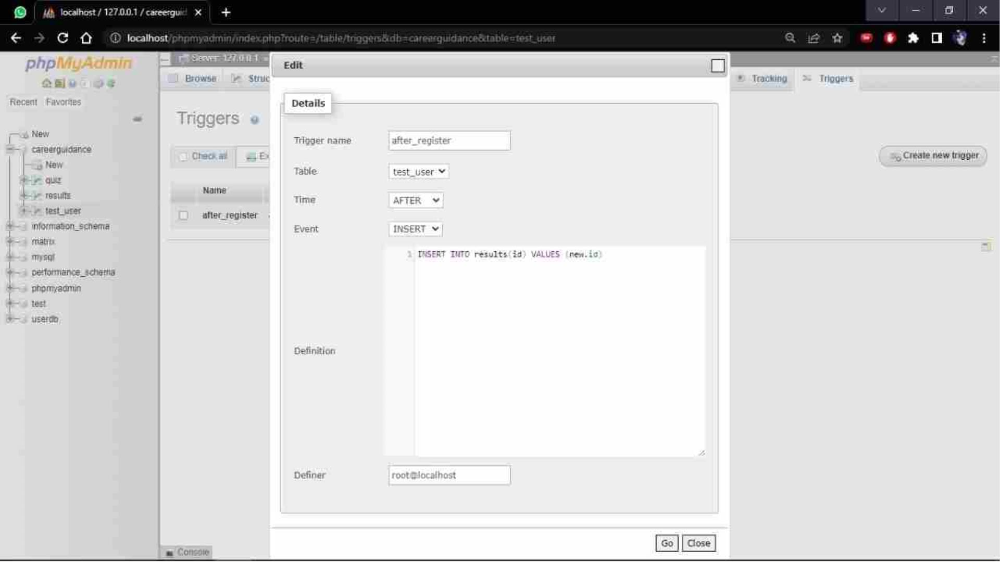 localhost / 127.0.0.1 / careerguid
localhost/phpmyadmin/index.php?route=/table/triggers&db=careerguidance&table=test_user
phpMyAdmin
Recent Favorites
New
careerguidance
New
quiz
results
test_user
information_schema
matrix
mysql
performance_schema
phpmyadmin
test
userdb
Server: 127.0.0.1
Browse Struc
Tracking Triggers
Triggers
Check all Ex
Create new trigger
Name
after_register
Edit
Details
Trigger name after_register
Table test_user
Time AFTER
Event INSERT
Definition
1 INSERT INTO results(id) VALUES (new.id)
Definer root@localhost
Go Close
Console